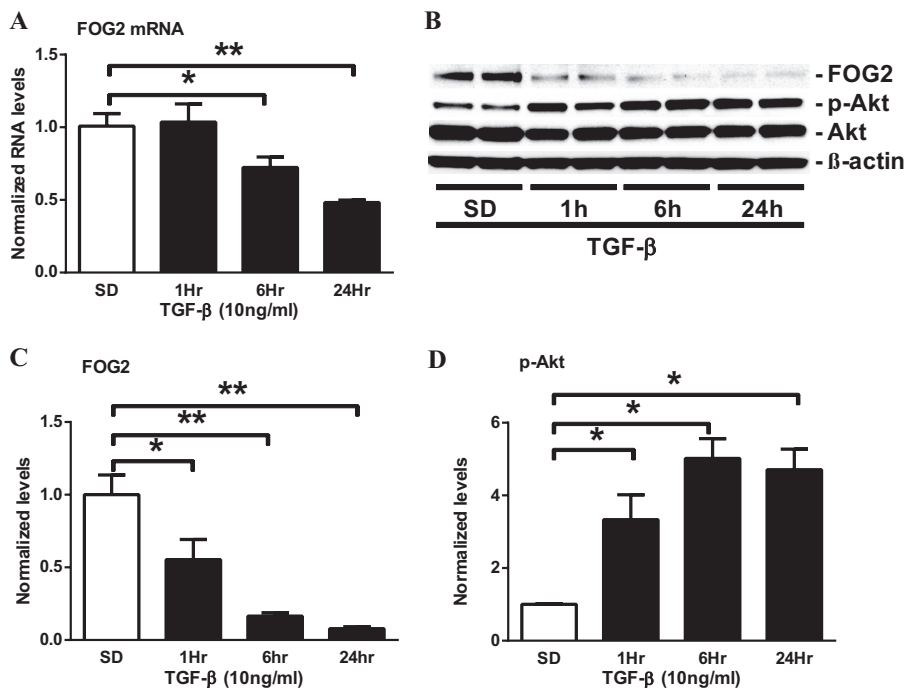 A
FOG2 mRNA
Normalized RNA levels
1.5
1.0
0.5
0.0
*
**
SD 1Hr 6Hr 24Hr
TGF-β (10ng/ml)
B
-FOG2
-p-Akt
-Akt
-ß-actin
SD 1h 6h 24h
TGF-β
C
FOG2
Normalized levels
1.5
1.0
0.5
0.0
**
**
*
SD 1Hr 6hr 24hr
TGF-β (10ng/ml)
D
p-Akt
Normalized levels
6
4
2
0
*
*
*
SD 1Hr 6Hr 24Hr
TGF-β (10ng/ml)